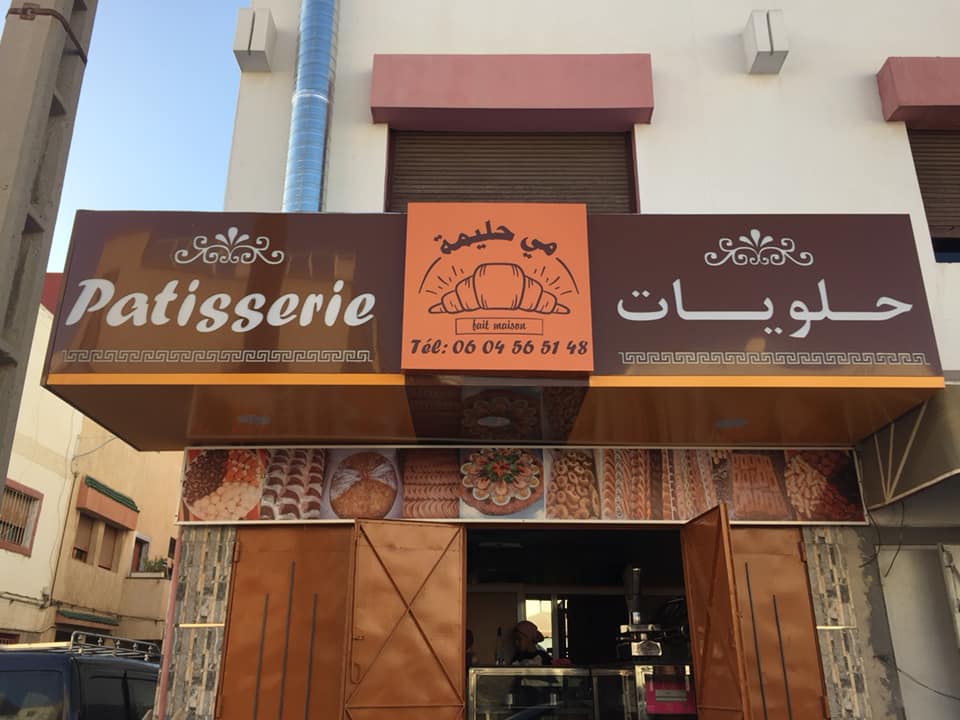 Patisserie
مي حليمة
fait maison
Tél: 06 04 56 51 48
حلويات